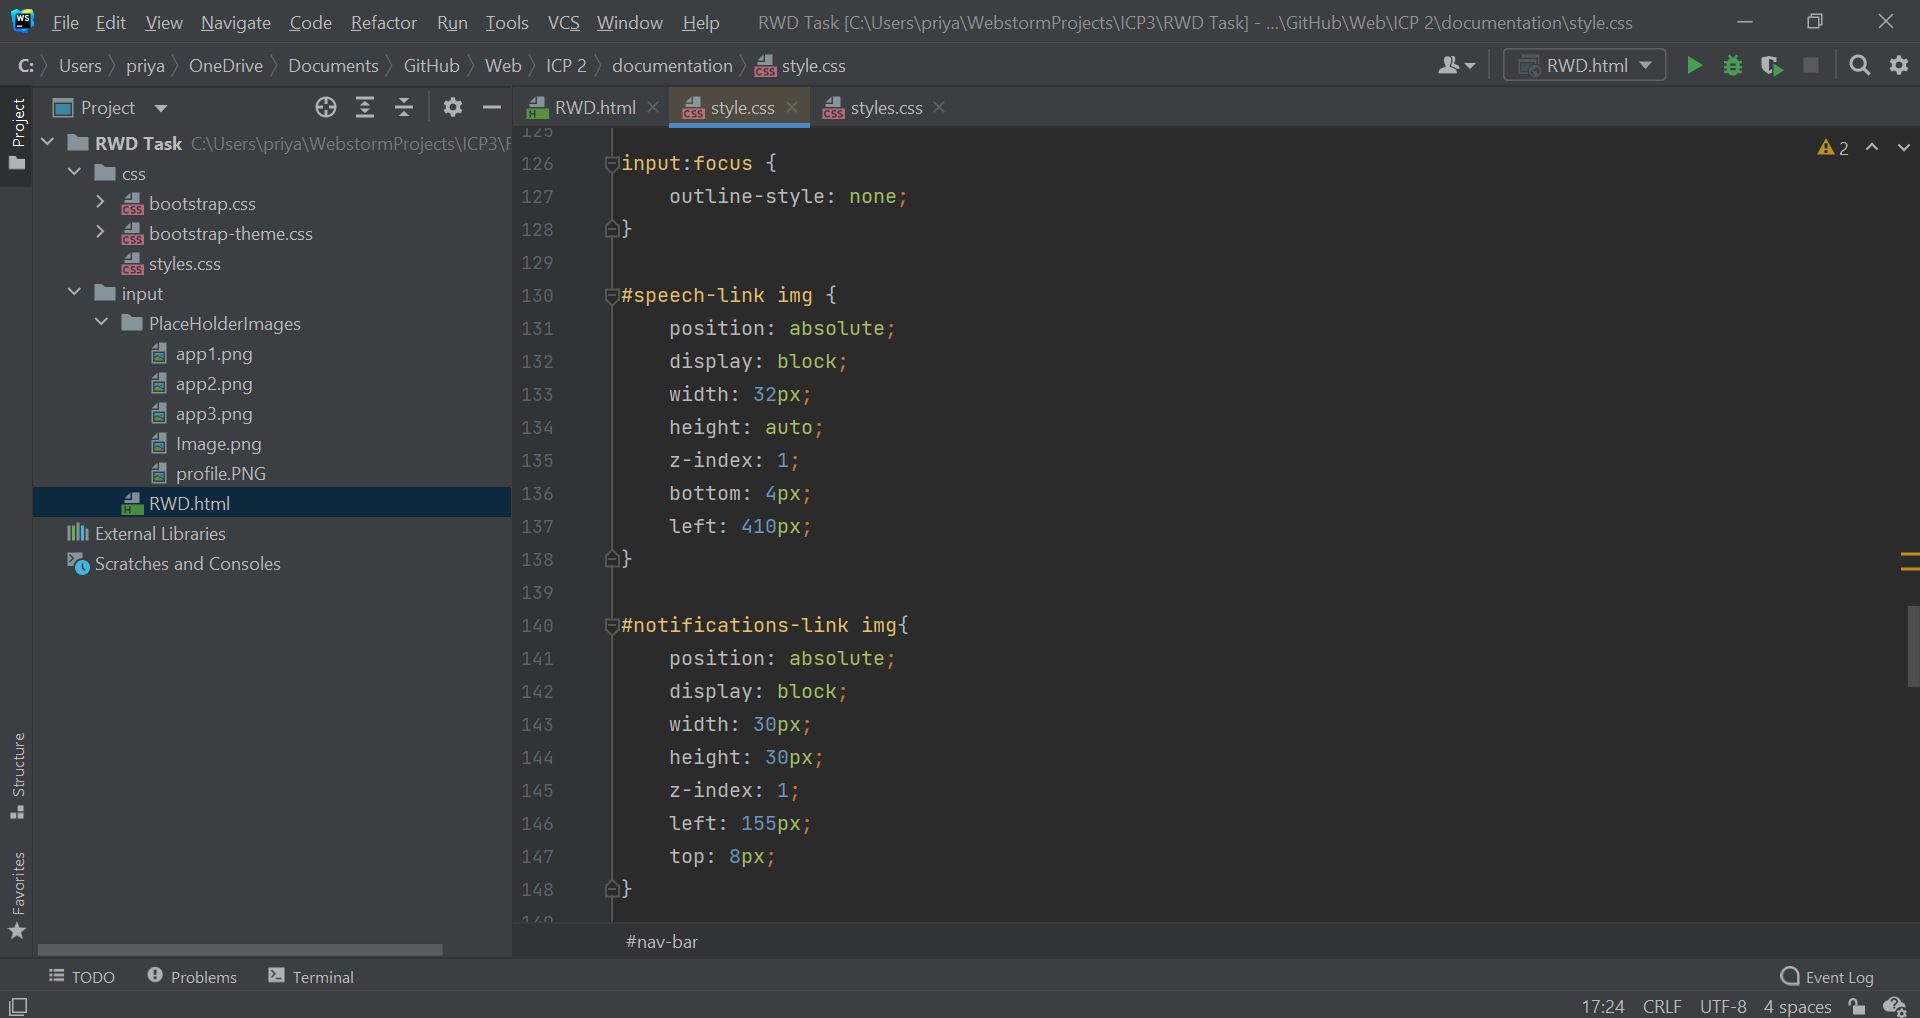 WS File Edit View Navigate Code Refactor Run Tools VCS Window Help RWD Task [C:\Users\priya\WebstormProjects\ICP3\RWD Task] - ...\GitHub\Web\ICP 2\documentation\style.css
C: Users priya OneDrive Documents GitHub Web ICP 2 documentation CSS style.css RWD.html
Project
Project
RWD Task C:\Users\priya\WebstormProjects\ICP3\
css
CSS bootstrap.css
CSS bootstrap-theme.css
CSS styles.css
input
PlaceHolderImages
app1.png
app2.png
app3.png
Image.png
profile.PNG
H RWD.html
External Libraries
Scratches and Consoles
Structure
Favorites
H RWD.html CSS style.css CSS styles.css
2
125
126 input:focus {
127 outline-style: none;
128 }
129
130 #speech-link img {
131 position: absolute;
132 display: block;
133 width: 32px;
134 height: auto;
135 z-index: 1;
136 bottom: 4px;
137 left: 410px;
138 }
139
140 #notifications-link img{
141 position: absolute;
142 display: block;
143 width: 30px;
144 height: 30px;
145 z-index: 1;
146 left: 155px;
147 top: 8px;
148 }
149
#nav-bar
TODO Problems Terminal Event Log
17:24 CRLF UTF-8 4 spaces